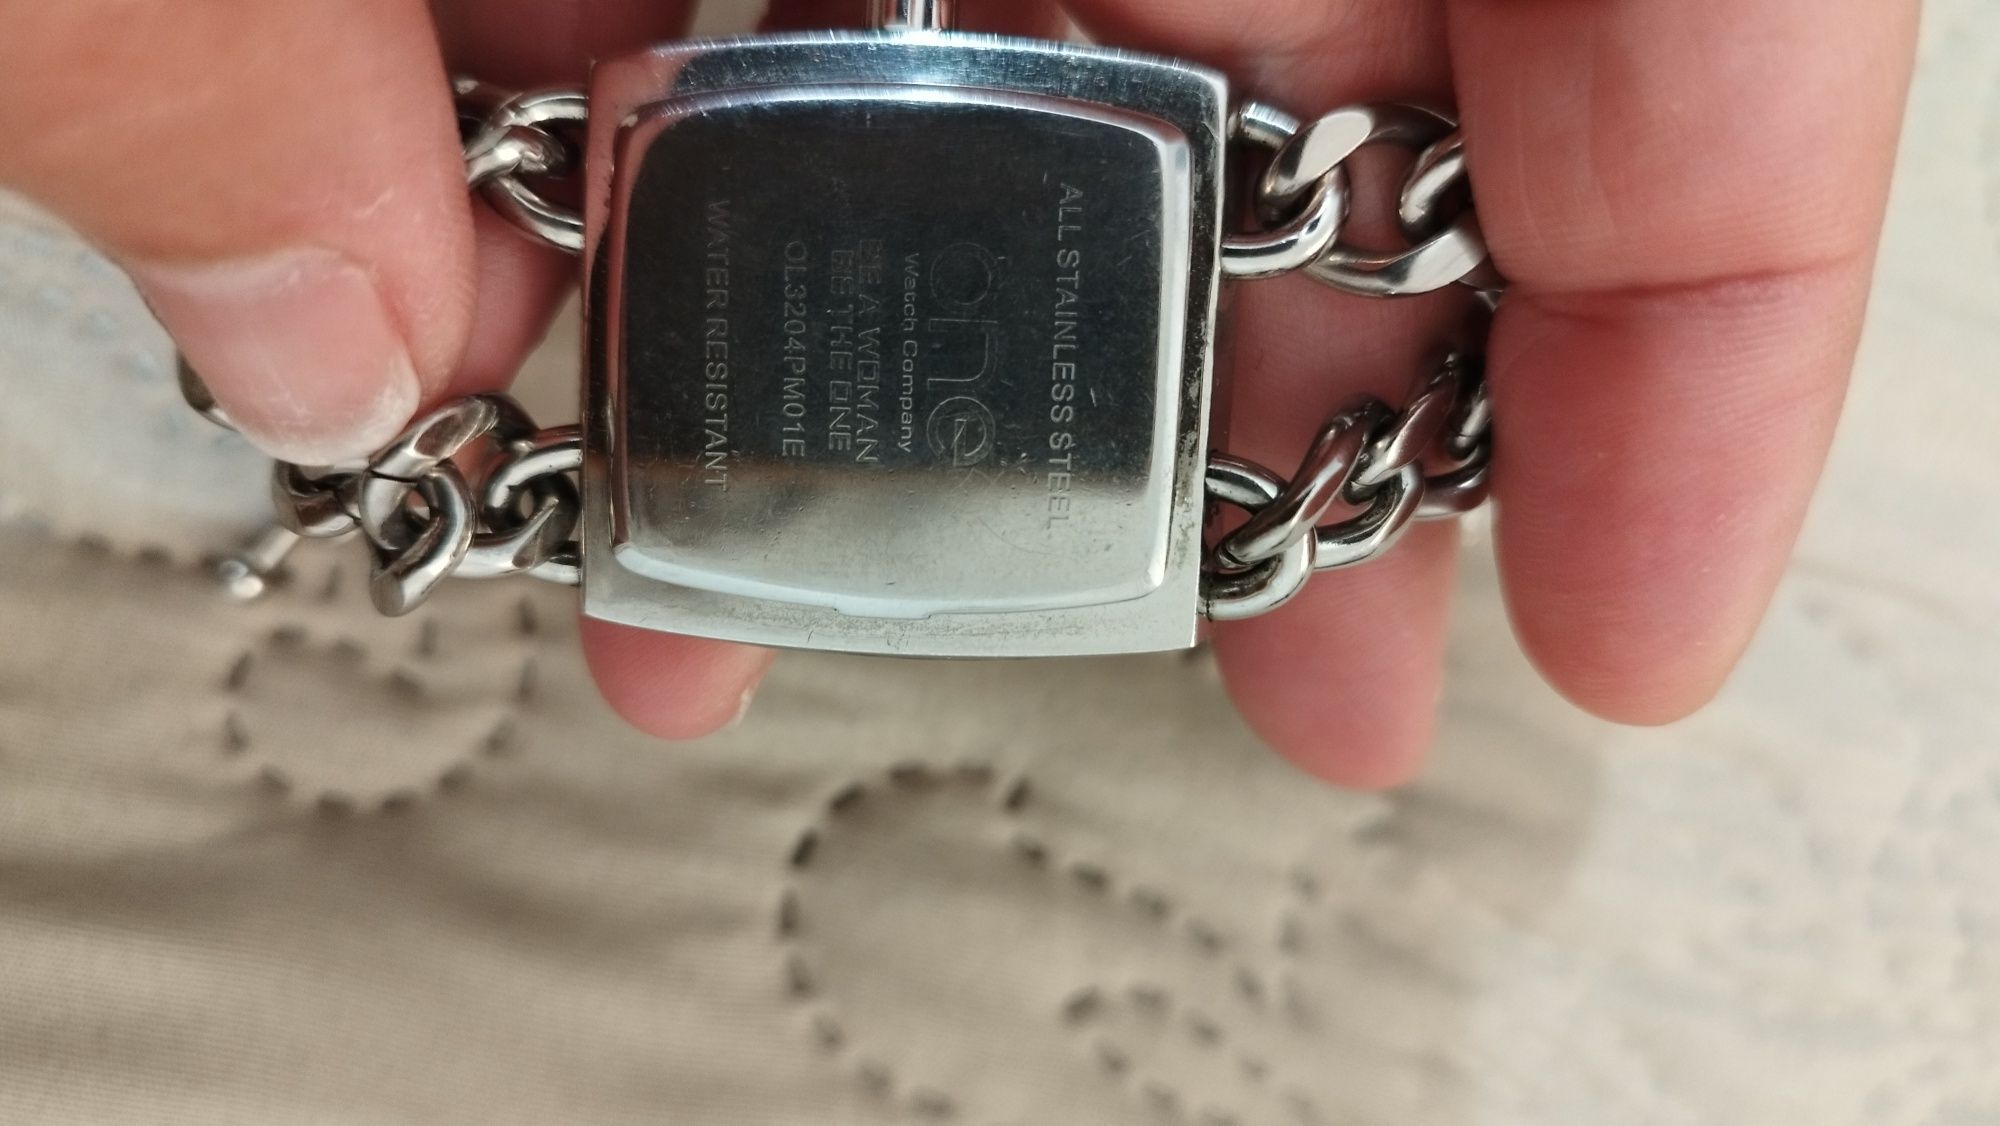 ALL STAINLESS STEEL
one
Watch Company
BE A WOMAN
BE THE ONE
OL3204PM01E
WATER RESISTANT